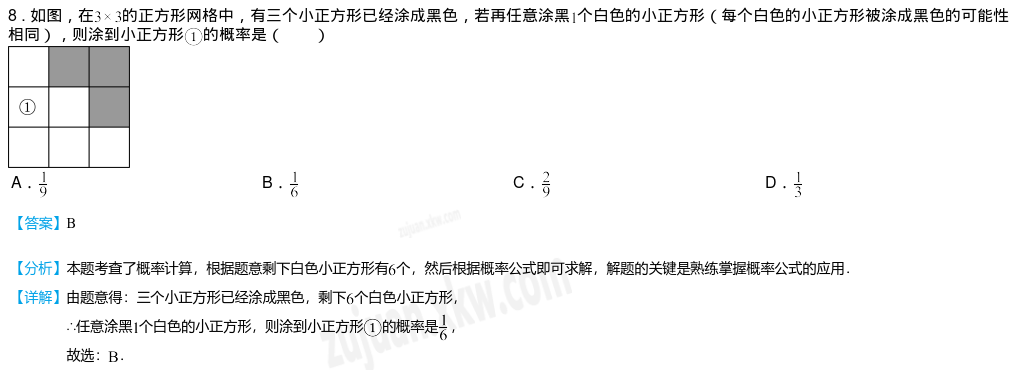 8．如图，在3×3的正方形网格中，有三个小正方形已经涂成黑色，若再任意涂黑1个白色的小正方形（每个白色的小正方形被涂成黑色的可能性
相同），则涂到小正方形①的概率是（　　）
①
A．1/9 B．1/6 C．2/9 D．1/3
【答案】B
【分析】本题考查了概率计算，根据题意剩下白色小正方形有6个，然后根据概率公式即可求解，解题的关键是熟练掌握概率公式的应用．
【详解】由题意得：三个小正方形已经涂成黑色，剩下6个白色小正方形，
∴任意涂黑1个白色的小正方形，则涂到小正方形①的概率是1/6，
故选：B．
zujuan.xkw.com
zujuan.xkw.com